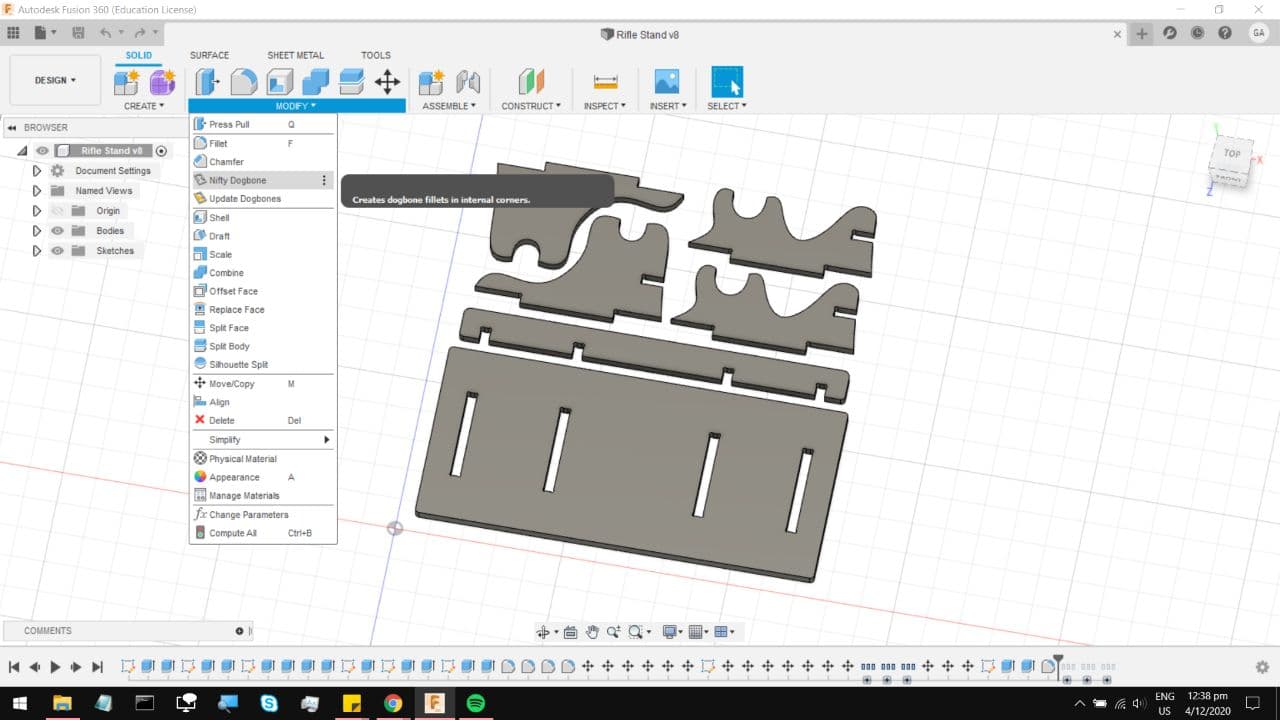 Autodesk Fusion 360 (Education License)
Rifle Stand v8
GA
SOLID SURFACE SHEET METAL TOOLS
DESIGN
CREATE MODIFY ASSEMBLE CONSTRUCT INSPECT INSERT SELECT
BROWSER
Rifle Stand v8
Document Settings
Named Views
Origin
Bodies
Sketches
Press Pull Q
Fillet F
Chamfer
Nifty Dogbone
Update Dogbones
Shell
Draft
Scale
Combine
Offset Face
Replace Face
Split Face
Split Body
Silhouette Split
Move/Copy M
Align
Delete Del
Simplify
Physical Material
Appearance A
Manage Materials
Change Parameters
Compute All Ctrl+B
Creates dogbone fillets in internal corners.
TOP
X
Z
COMMENTS
ENG
US
12:38 pm
4/12/2020